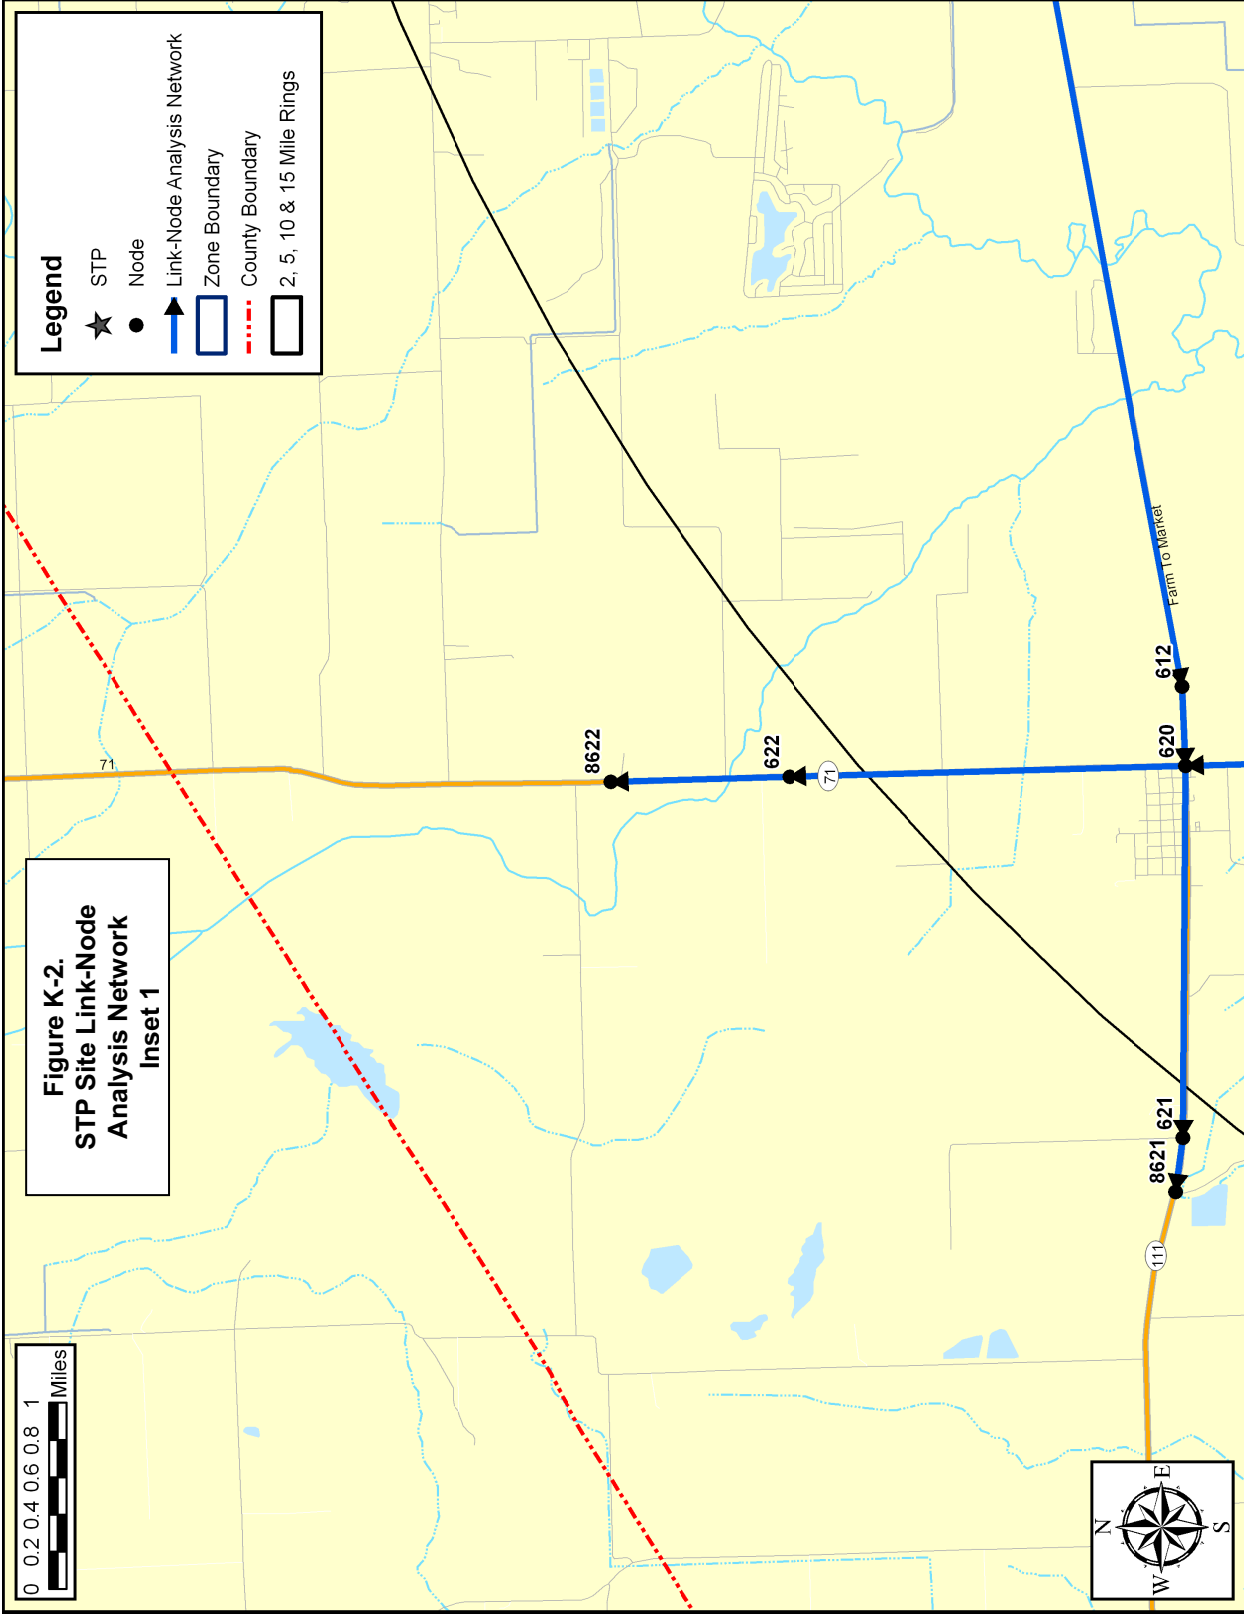 Figure K-2.
STP Site Link-Node
Analysis Network
Inset 1
Legend
STP
Node
Link-Node Analysis Network
Zone Boundary
County Boundary
2, 5, 10 & 15 Mile Rings
71
8622
622
71
Farm To Market
612
620
621
8621
111
0 0.2 0.4 0.6 0.8 1
Miles
N
W
E
S